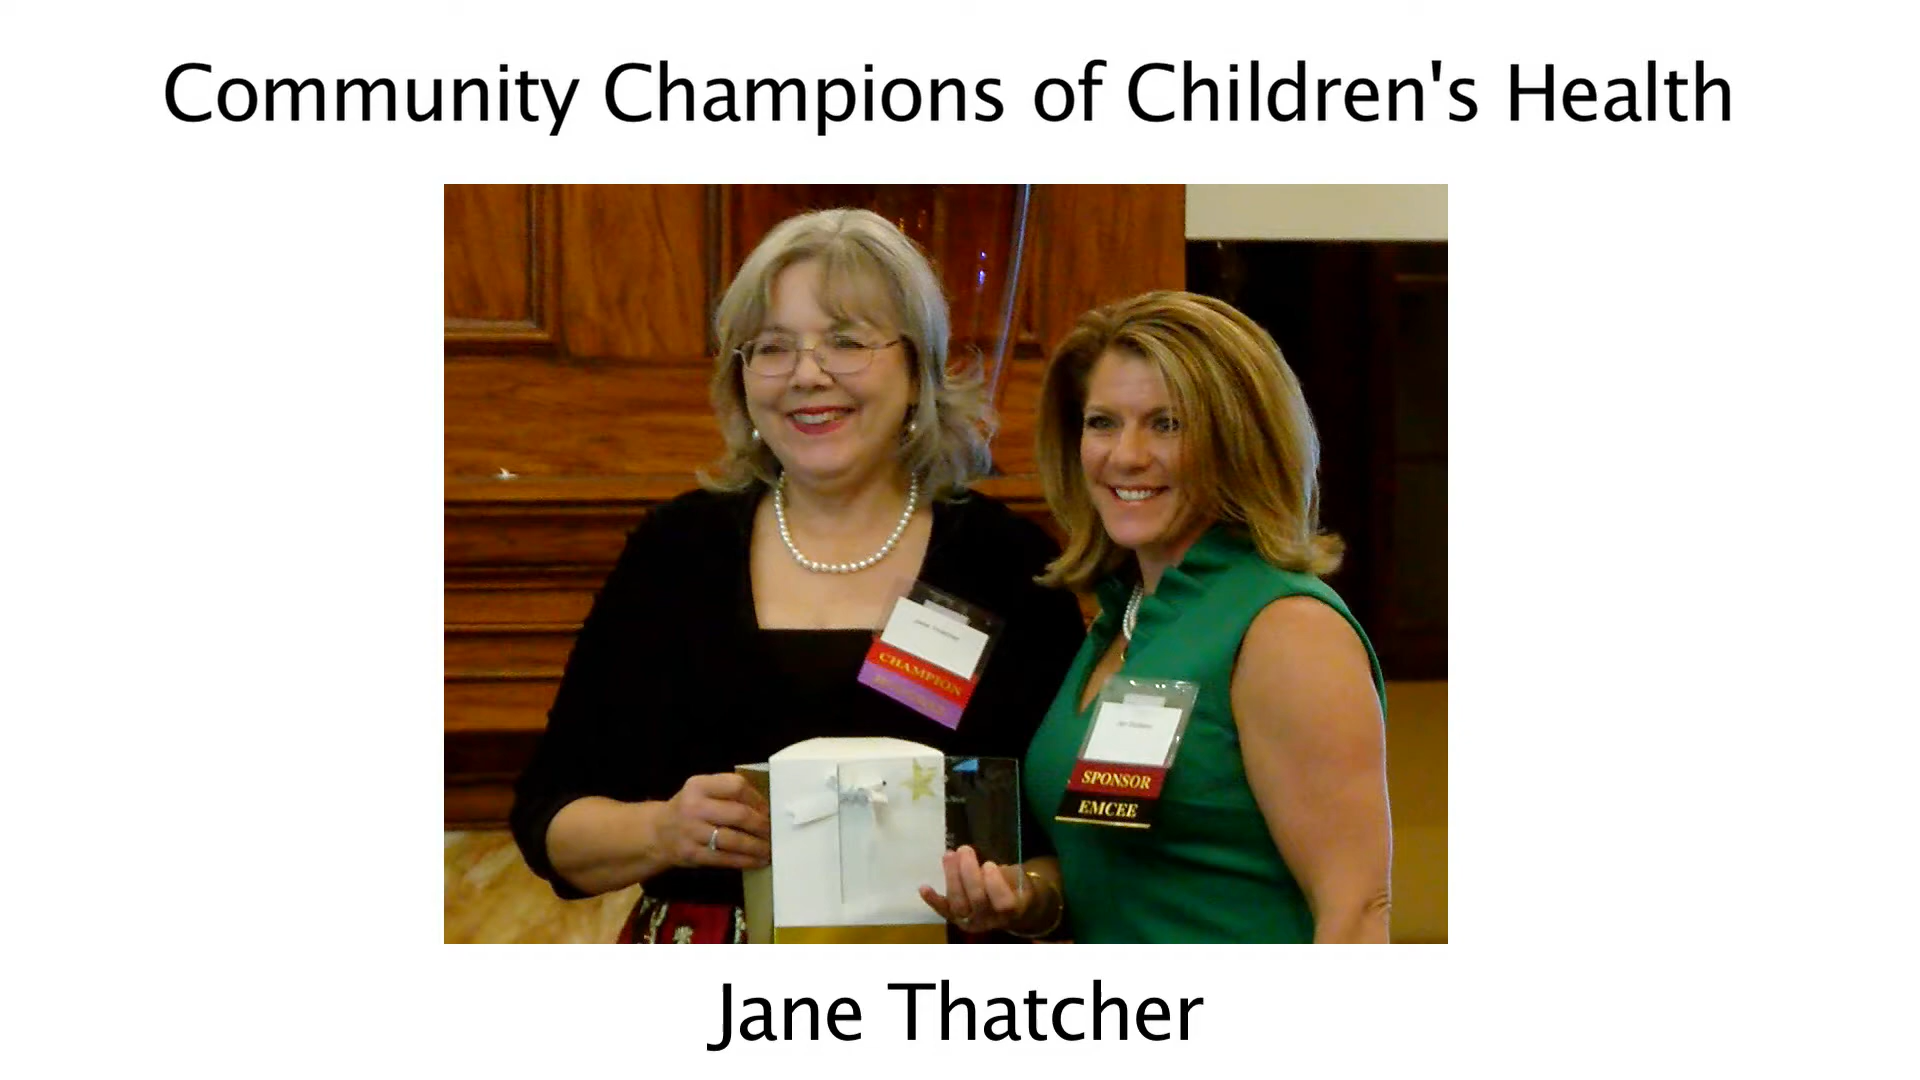 Community Champions of Children's Health
CHAMPION
SPONSOR
EMCEE
Jane Thatcher